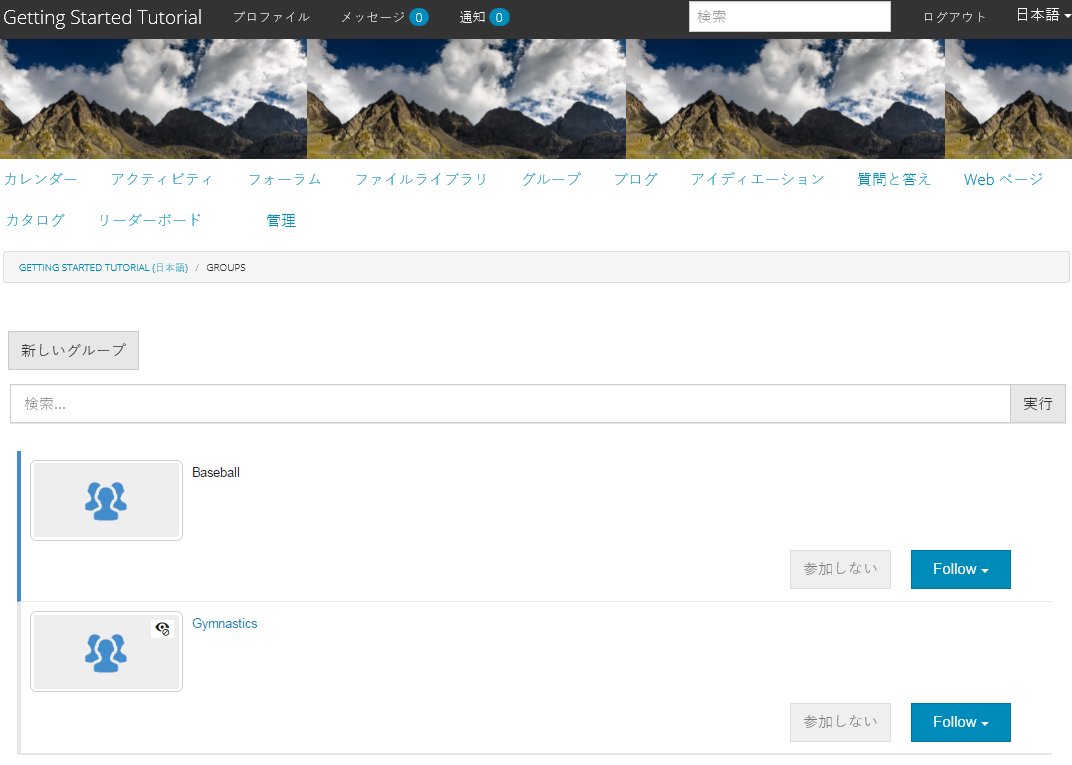 Getting Started Tutorial プロファイル メッセージ 0 通知 0 検索 ログアウト 日本語
カレンダー アクティビティ フォーラム ファイルライブラリ グループ ブログ アイディエーション 質問と答え Web ページ
カタログ リーダーボード 管理
GETTING STARTED TUTORIAL (日本語) / GROUPS
新しいグループ
検索... 実行
Baseball
参加しない Follow
Gymnastics
参加しない Follow